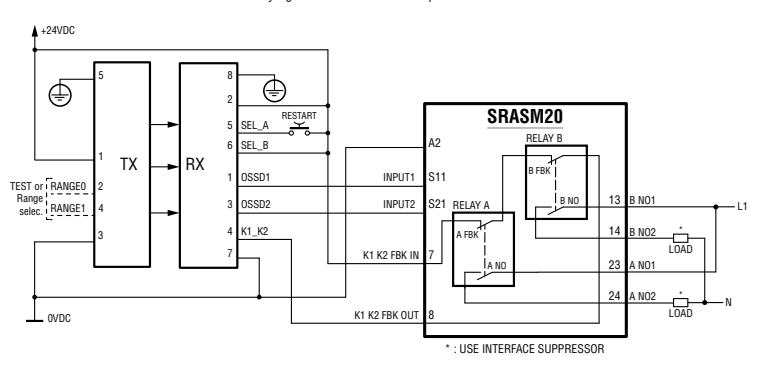 +24VDC
5
8
2
RESTART
SRASM20
5 SEL_A
RELAY B
6 SEL_B
A2
1
TX
RX
B FBK
TEST or
Range
selec.
RANGE0
2
1 OSSD1
INPUT1
S11
RANGE1
4
3 OSSD2
INPUT2
S21
RELAY A
B NO
13
B NO1
L1
3
4 K1_K2
A FBK
14
B NO2
*
LOAD
7
K1 K2 FBK IN
7
A NO
23
A NO1
24
A NO2
*
LOAD
N
0VDC
K1 K2 FBK OUT
8
* : USE INTERFACE SUPPRESSOR